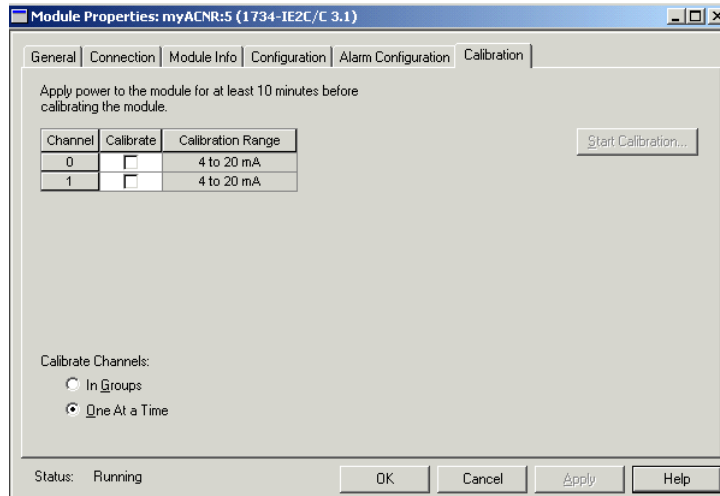 Module Properties: myACNR:5 (1734-IE2C/C 3.1)
General Connection Module Info Configuration Alarm Configuration Calibration
Apply power to the module for at least 10 minutes before
calibrating the module.
Channel Calibrate Calibration Range
Start Calibration...
0 4 to 20 mA
1 4 to 20 mA
Calibrate Channels:
In Groups
One At a Time
Status: Running OK Cancel Apply Help